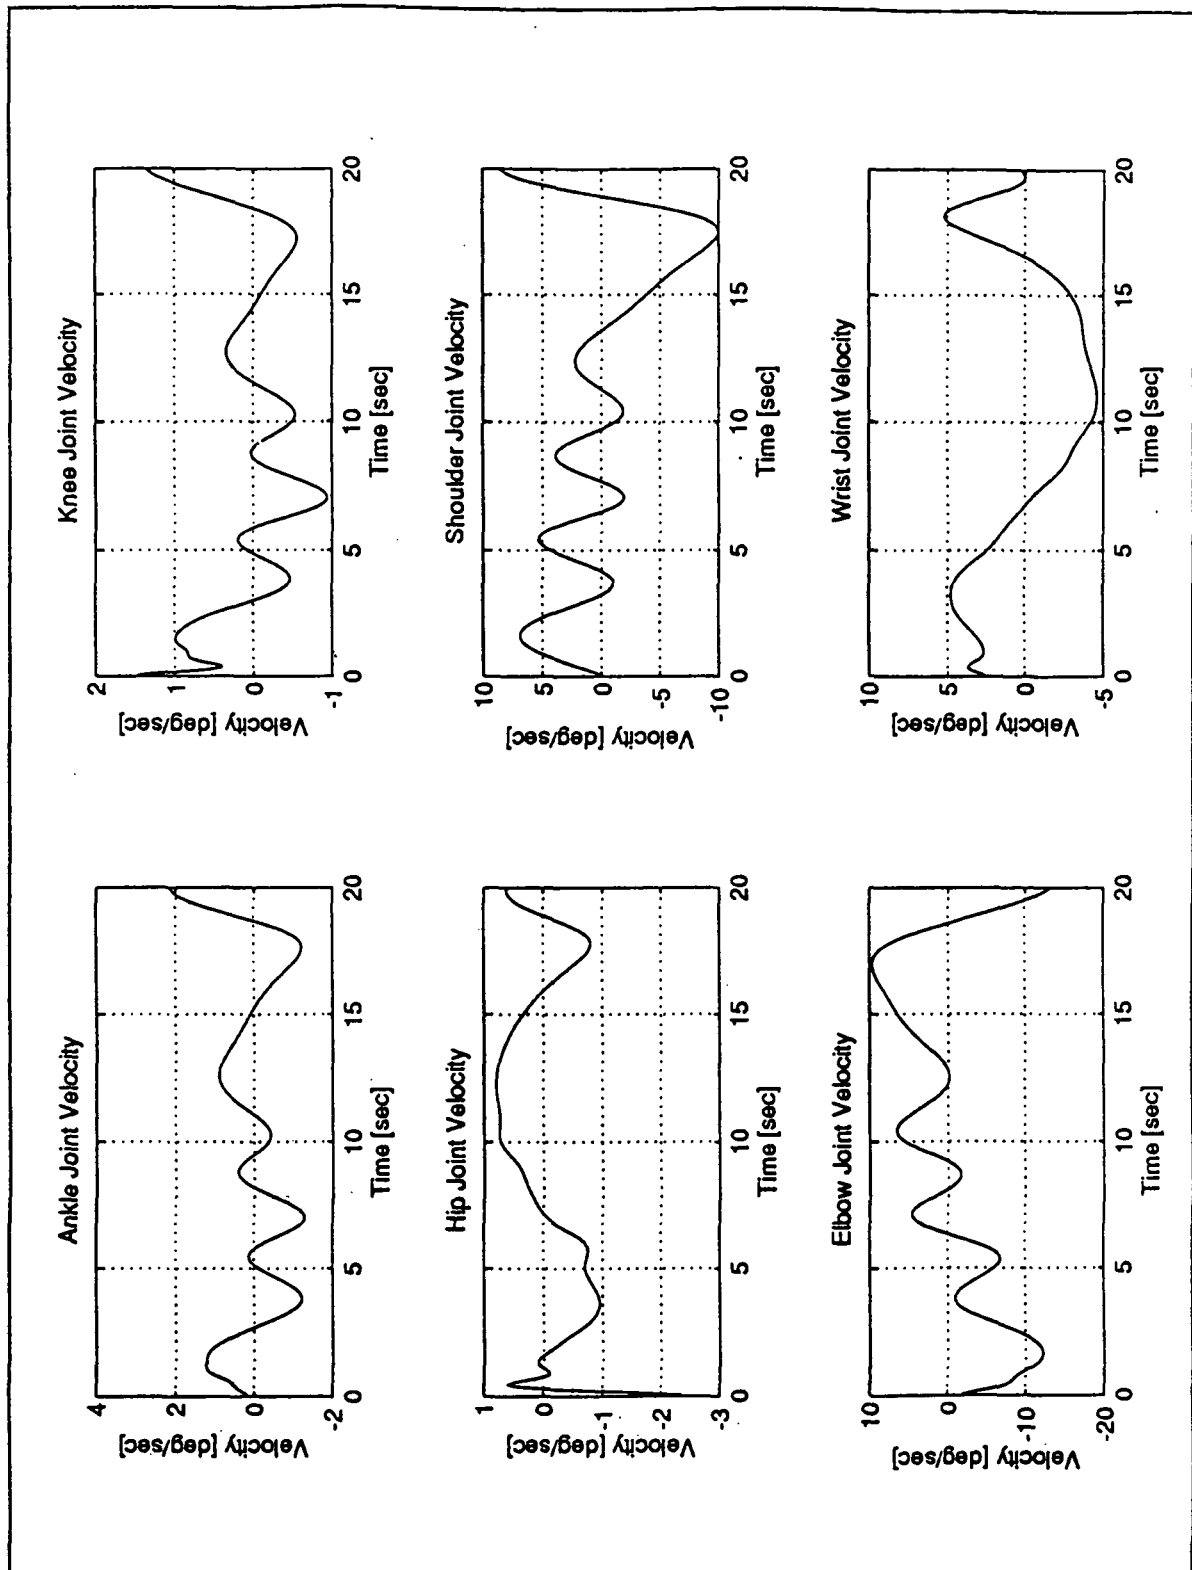 Ankle Joint Velocity
Velocity [deg/sec]
4
2
0
-2
0 5 10 15 20
Time [sec]
Knee Joint Velocity
Velocity [deg/sec]
2
1
0
-1
0 5 10 15 20
Time [sec]
Hip Joint Velocity
Velocity [deg/sec]
1
0
-1
-2
-3
0 5 10 15 20
Time [sec]
Shoulder Joint Velocity
Velocity [deg/sec]
10
5
0
-5
-10
0 5 10 15 20
Time [sec]
Elbow Joint Velocity
Velocity [deg/sec]
10
0
-10
-20
0 5 10 15 20
Time [sec]
Wrist Joint Velocity
Velocity [deg/sec]
10
5
0
-5
0 5 10 15 20
Time [sec]